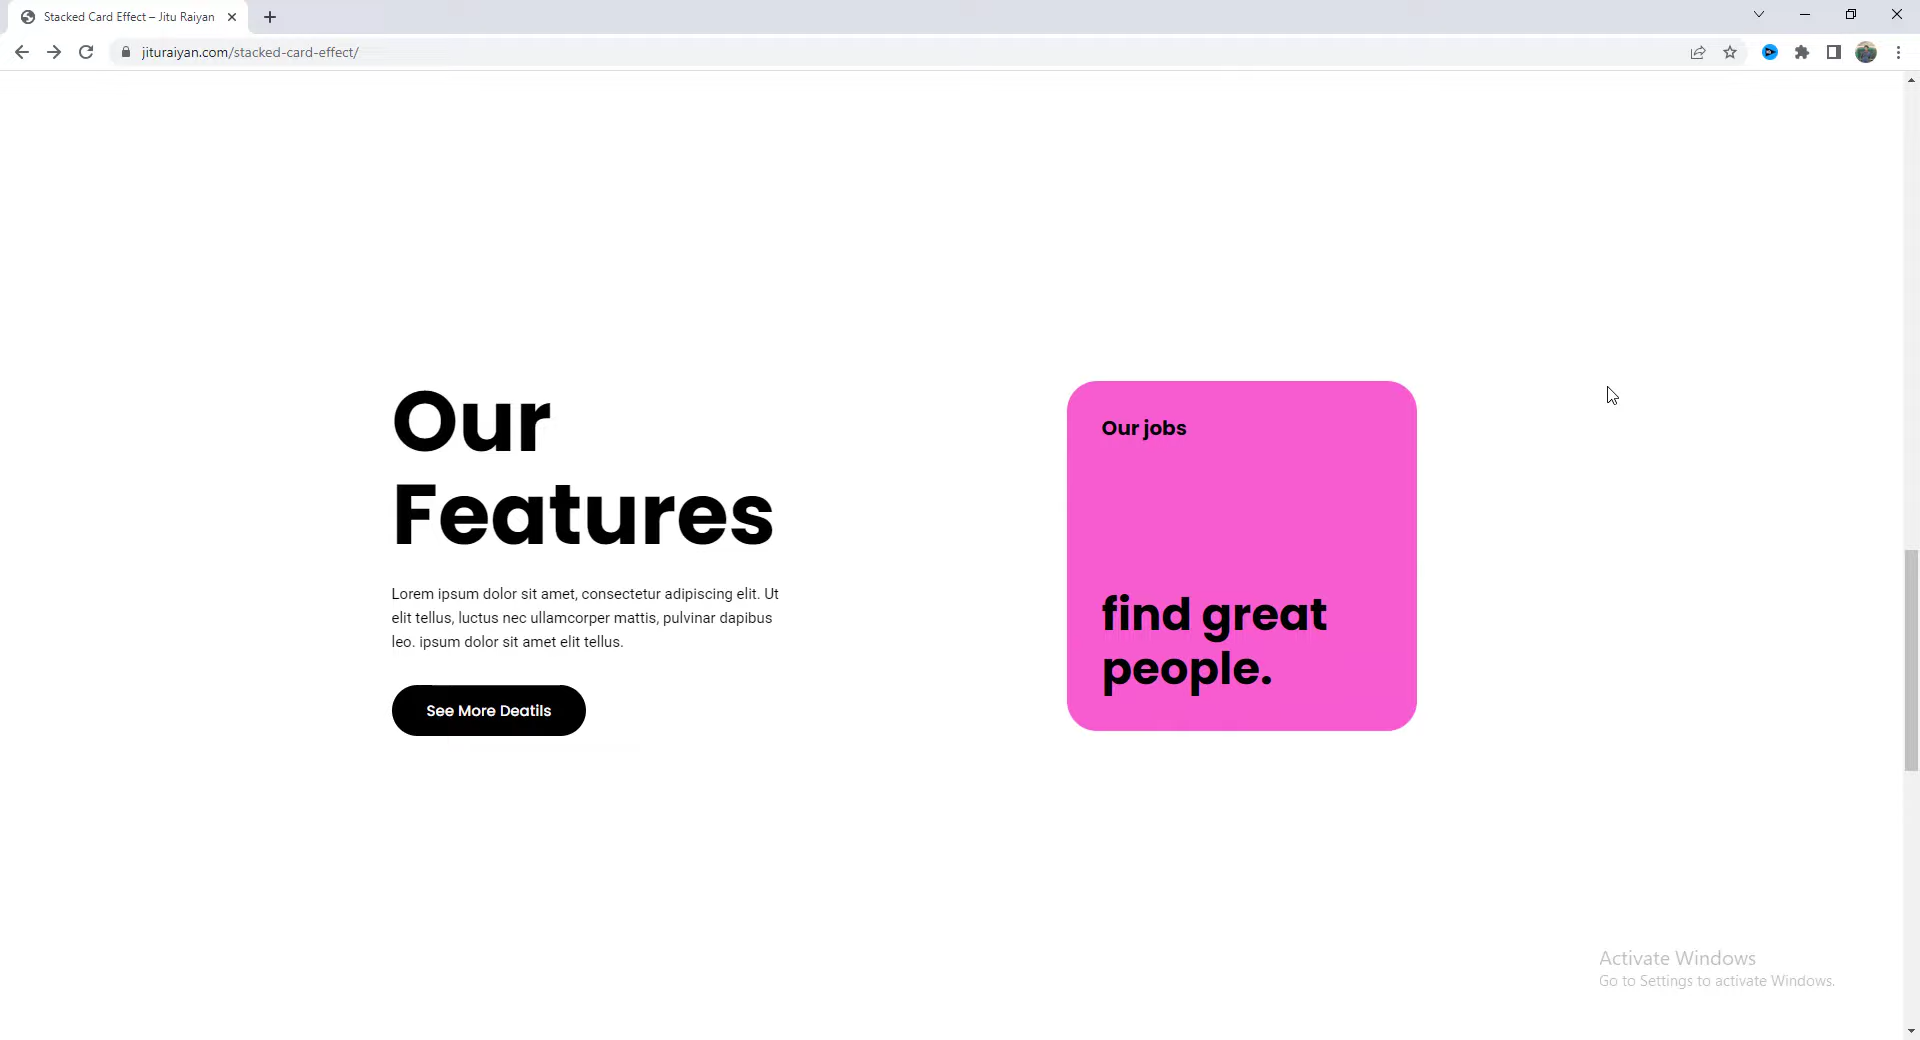 Stacked Card Effect – Jitu Raiyan
jituraiyan.com/stacked-card-effect/
Our
Features
Lorem ipsum dolor sit amet, consectetur adipiscing elit. Ut
elit tellus, luctus nec ullamcorper mattis, pulvinar dapibus
leo. ipsum dolor sit amet elit tellus.
See More Deatils
Our jobs
find great
people.
Activate Windows
Go to Settings to activate Windows.